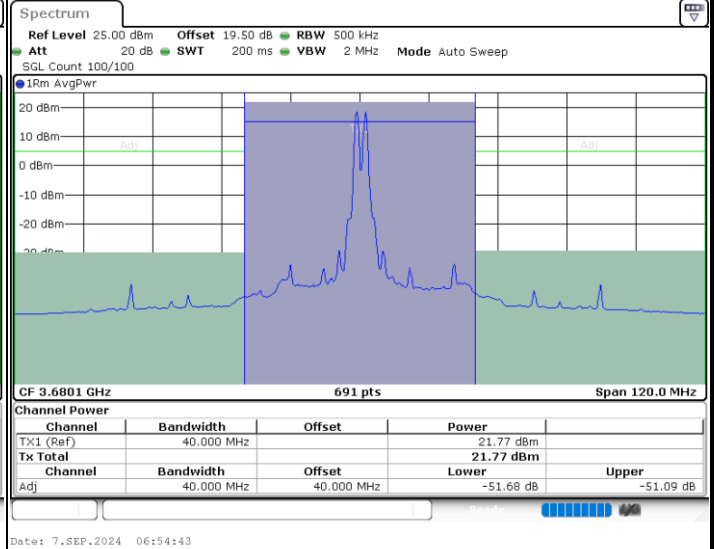 Spectrum
Ref Level 25.00 dBm Offset 19.50 dB RBW 500 kHz
Att 20 dB SWT 200 ms VBW 2 MHz Mode Auto Sweep
SGL Count 100/100
1Rm AvgPwr
20 dBm
10 dBm
Adj Adj
0 dBm
-10 dBm
-20 dBm
CF 3.6801 GHz 691 pts Span 120.0 MHz
Channel Power
Channel Bandwidth Offset Power
TX1 (Ref) 40.000 MHz 21.77 dBm
Tx Total 21.77 dBm
Channel Bandwidth Offset Lower Upper
Adj 40.000 MHz 40.000 MHz -51.68 dB -51.09 dB
Ready
Date: 7.SEP.2024 06:54:43